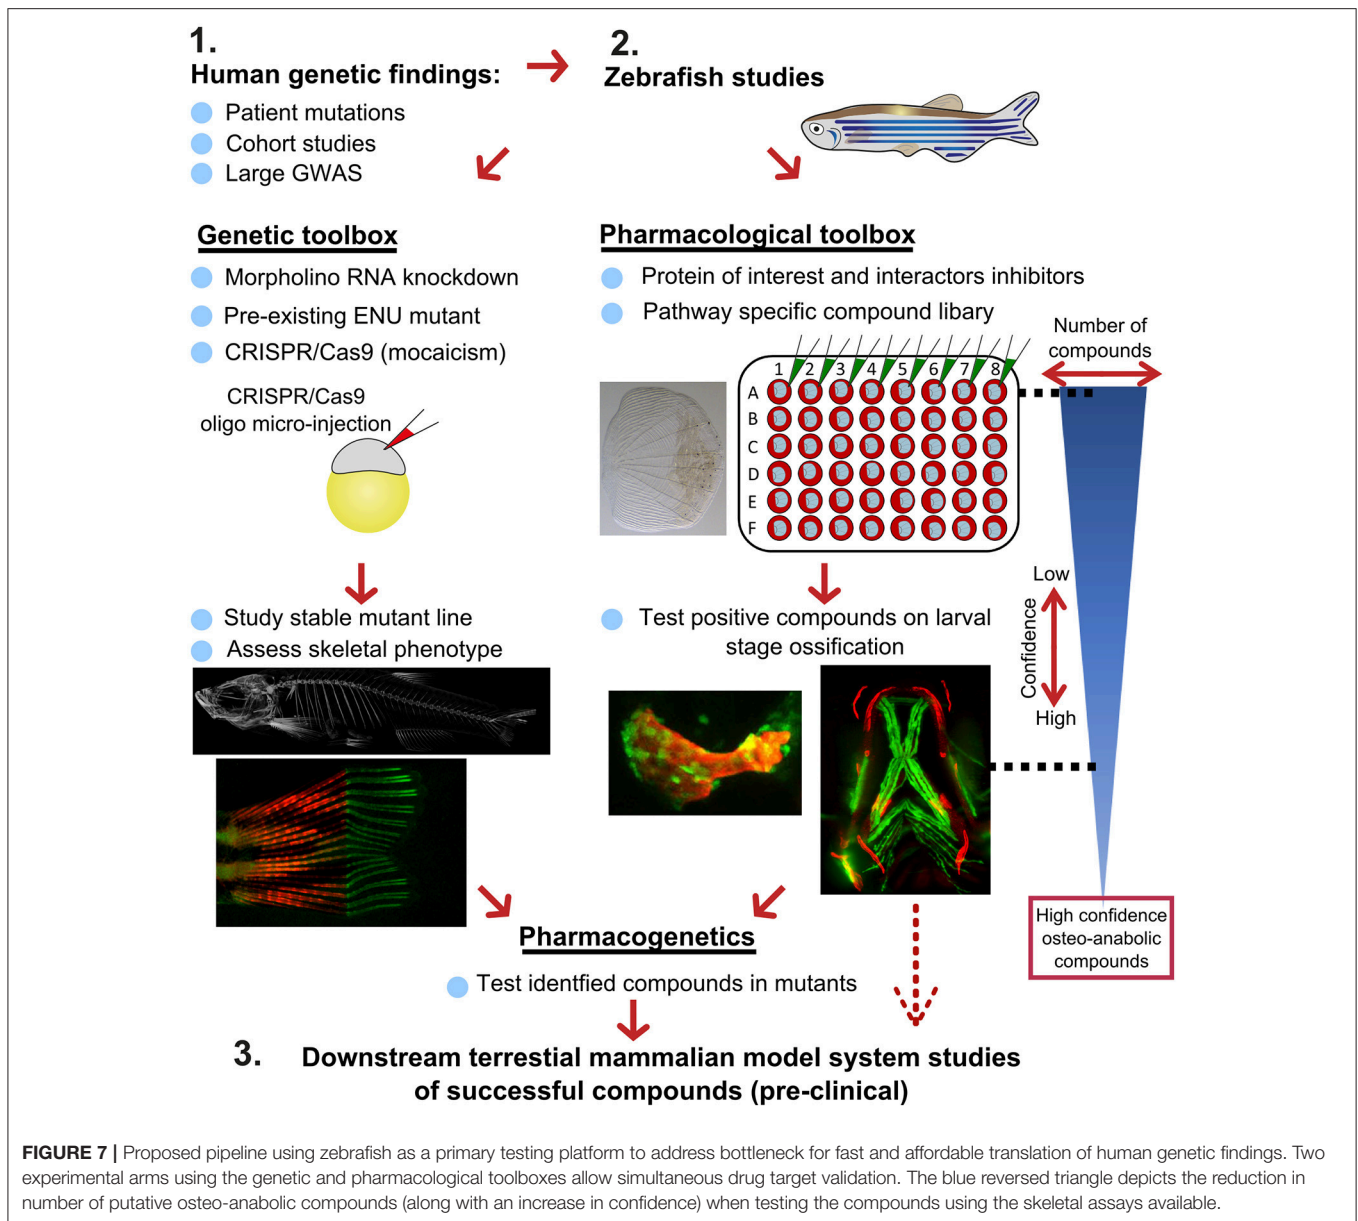 1.
Human genetic findings:
Patient mutations
Cohort studies
Large GWAS
2.
Zebrafish studies
Genetic toolbox
Morpholino RNA knockdown
Pre-existing ENU mutant
CRISPR/Cas9 (mocaicism)
CRISPR/Cas9
oligo micro-injection
Study stable mutant line
Assess skeletal phenotype
Pharmacological toolbox
Protein of interest and interactors inhibitors
Pathway specific compound libary
1 2 3 4 5 6 7 8
A
B
C
D
E
F
Test positive compounds on larval
stage ossification
Number of
compounds
Low
Confidence
High
High confidence
osteo-anabolic
compounds
Pharmacogenetics
Test identfied compounds in mutants
3. Downstream terrestial mammalian model system studies
of successful compounds (pre-clinical)
FIGURE 7 | Proposed pipeline using zebrafish as a primary testing platform to address bottleneck for fast and affordable translation of human genetic findings. Two
experimental arms using the genetic and pharmacological toolboxes allow simultaneous drug target validation. The blue reversed triangle depicts the reduction in
number of putative osteo-anabolic compounds (along with an increase in confidence) when testing the compounds using the skeletal assays available.